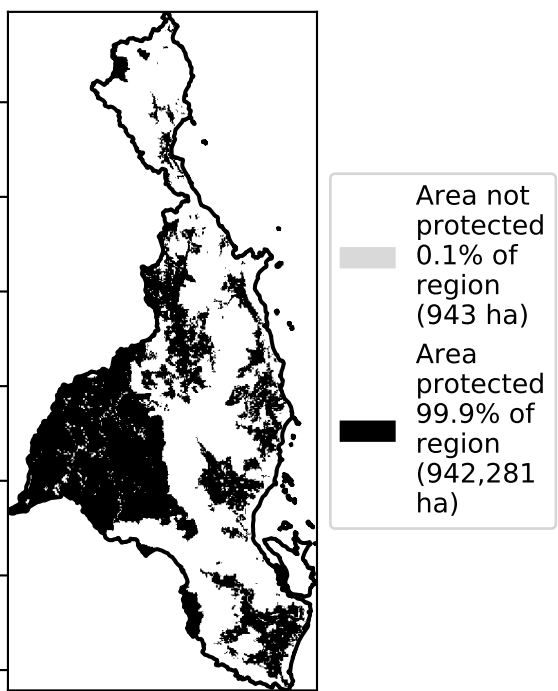 Area not
protected
0.1% of
region
(943 ha)
Area
protected
99.9% of
region
(942,281
ha)